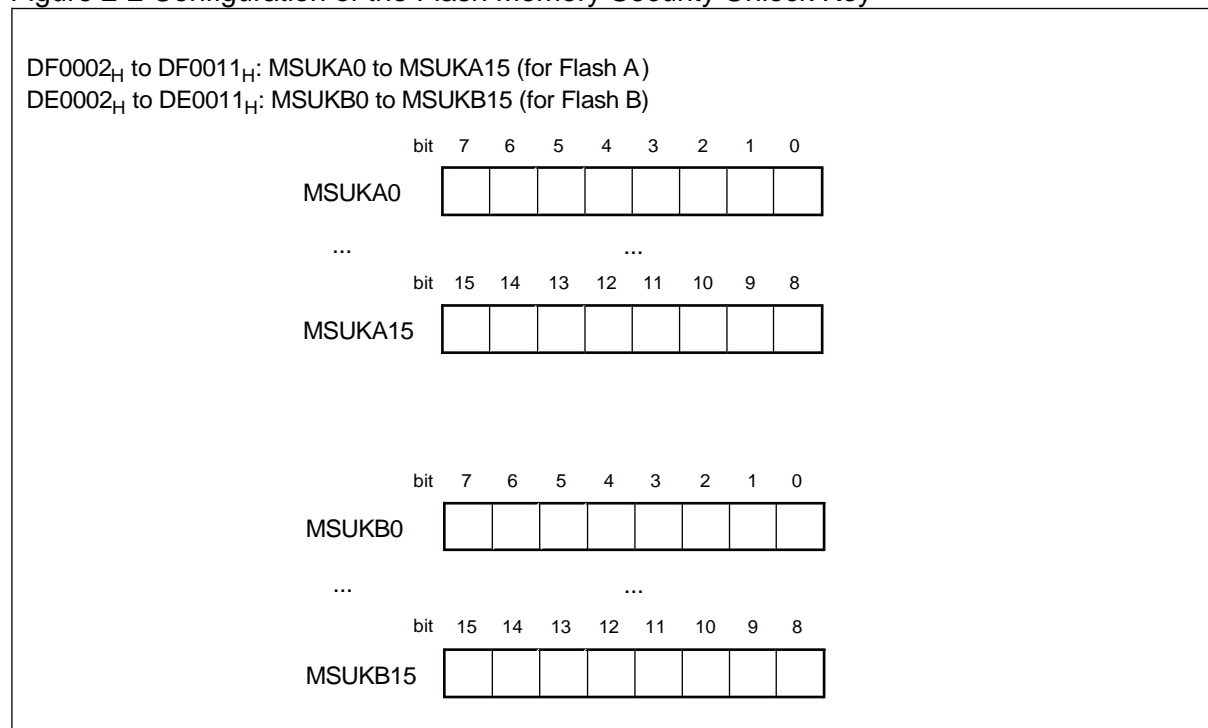 Figure 2-2 Configuration of the Flash Memory Security Unlock Key
DF0002H to DF0011H: MSUKA0 to MSUKA15 (for Flash A)
DE0002H to DE0011H: MSUKB0 to MSUKB15 (for Flash B)
bit 7 6 5 4 3 2 1 0
MSUKA0
... ...
bit 15 14 13 12 11 10 9 8
MSUKA15
bit 7 6 5 4 3 2 1 0
MSUKB0
... ...
bit 15 14 13 12 11 10 9 8
MSUKB15